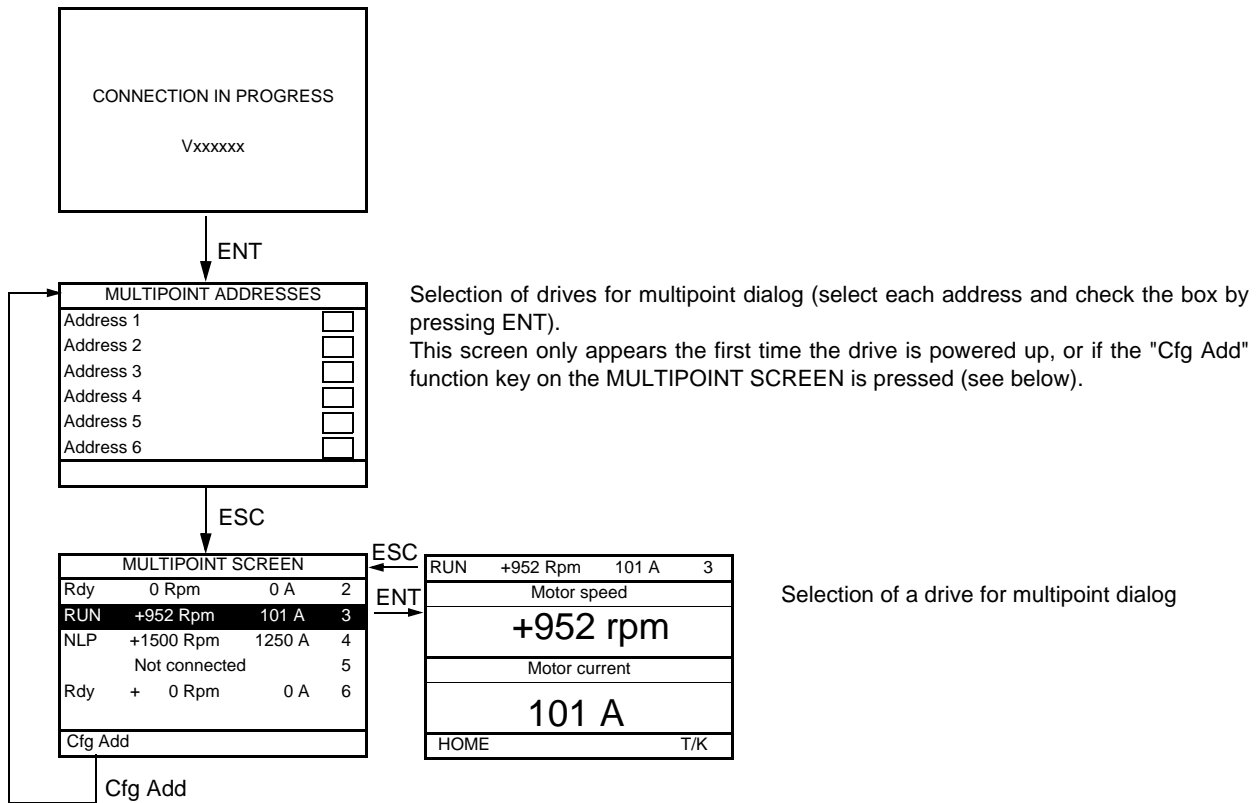 CONNECTION IN PROGRESS
Vxxxxxx
ENT
MULTIPOINT ADDRESSES
Address 1
Address 2
Address 3
Address 4
Address 5
Address 6
Selection of drives for multipoint dialog (select each address and check the box by
pressing ENT).
This screen only appears the first time the drive is powered up, or if the "Cfg Add"
function key on the MULTIPOINT SCREEN is pressed (see below).
ESC
MULTIPOINT SCREEN
Rdy 0 Rpm 0 A 2
RUN +952 Rpm 101 A 3
NLP +1500 Rpm 1250 A 4
Not connected 5
Rdy + 0 Rpm 0 A 6
Cfg Add
Cfg Add
ESC
ENT
RUN +952 Rpm 101 A 3
Motor speed
+952 rpm
Motor current
101 A
HOME T/K
Selection of a drive for multipoint dialog